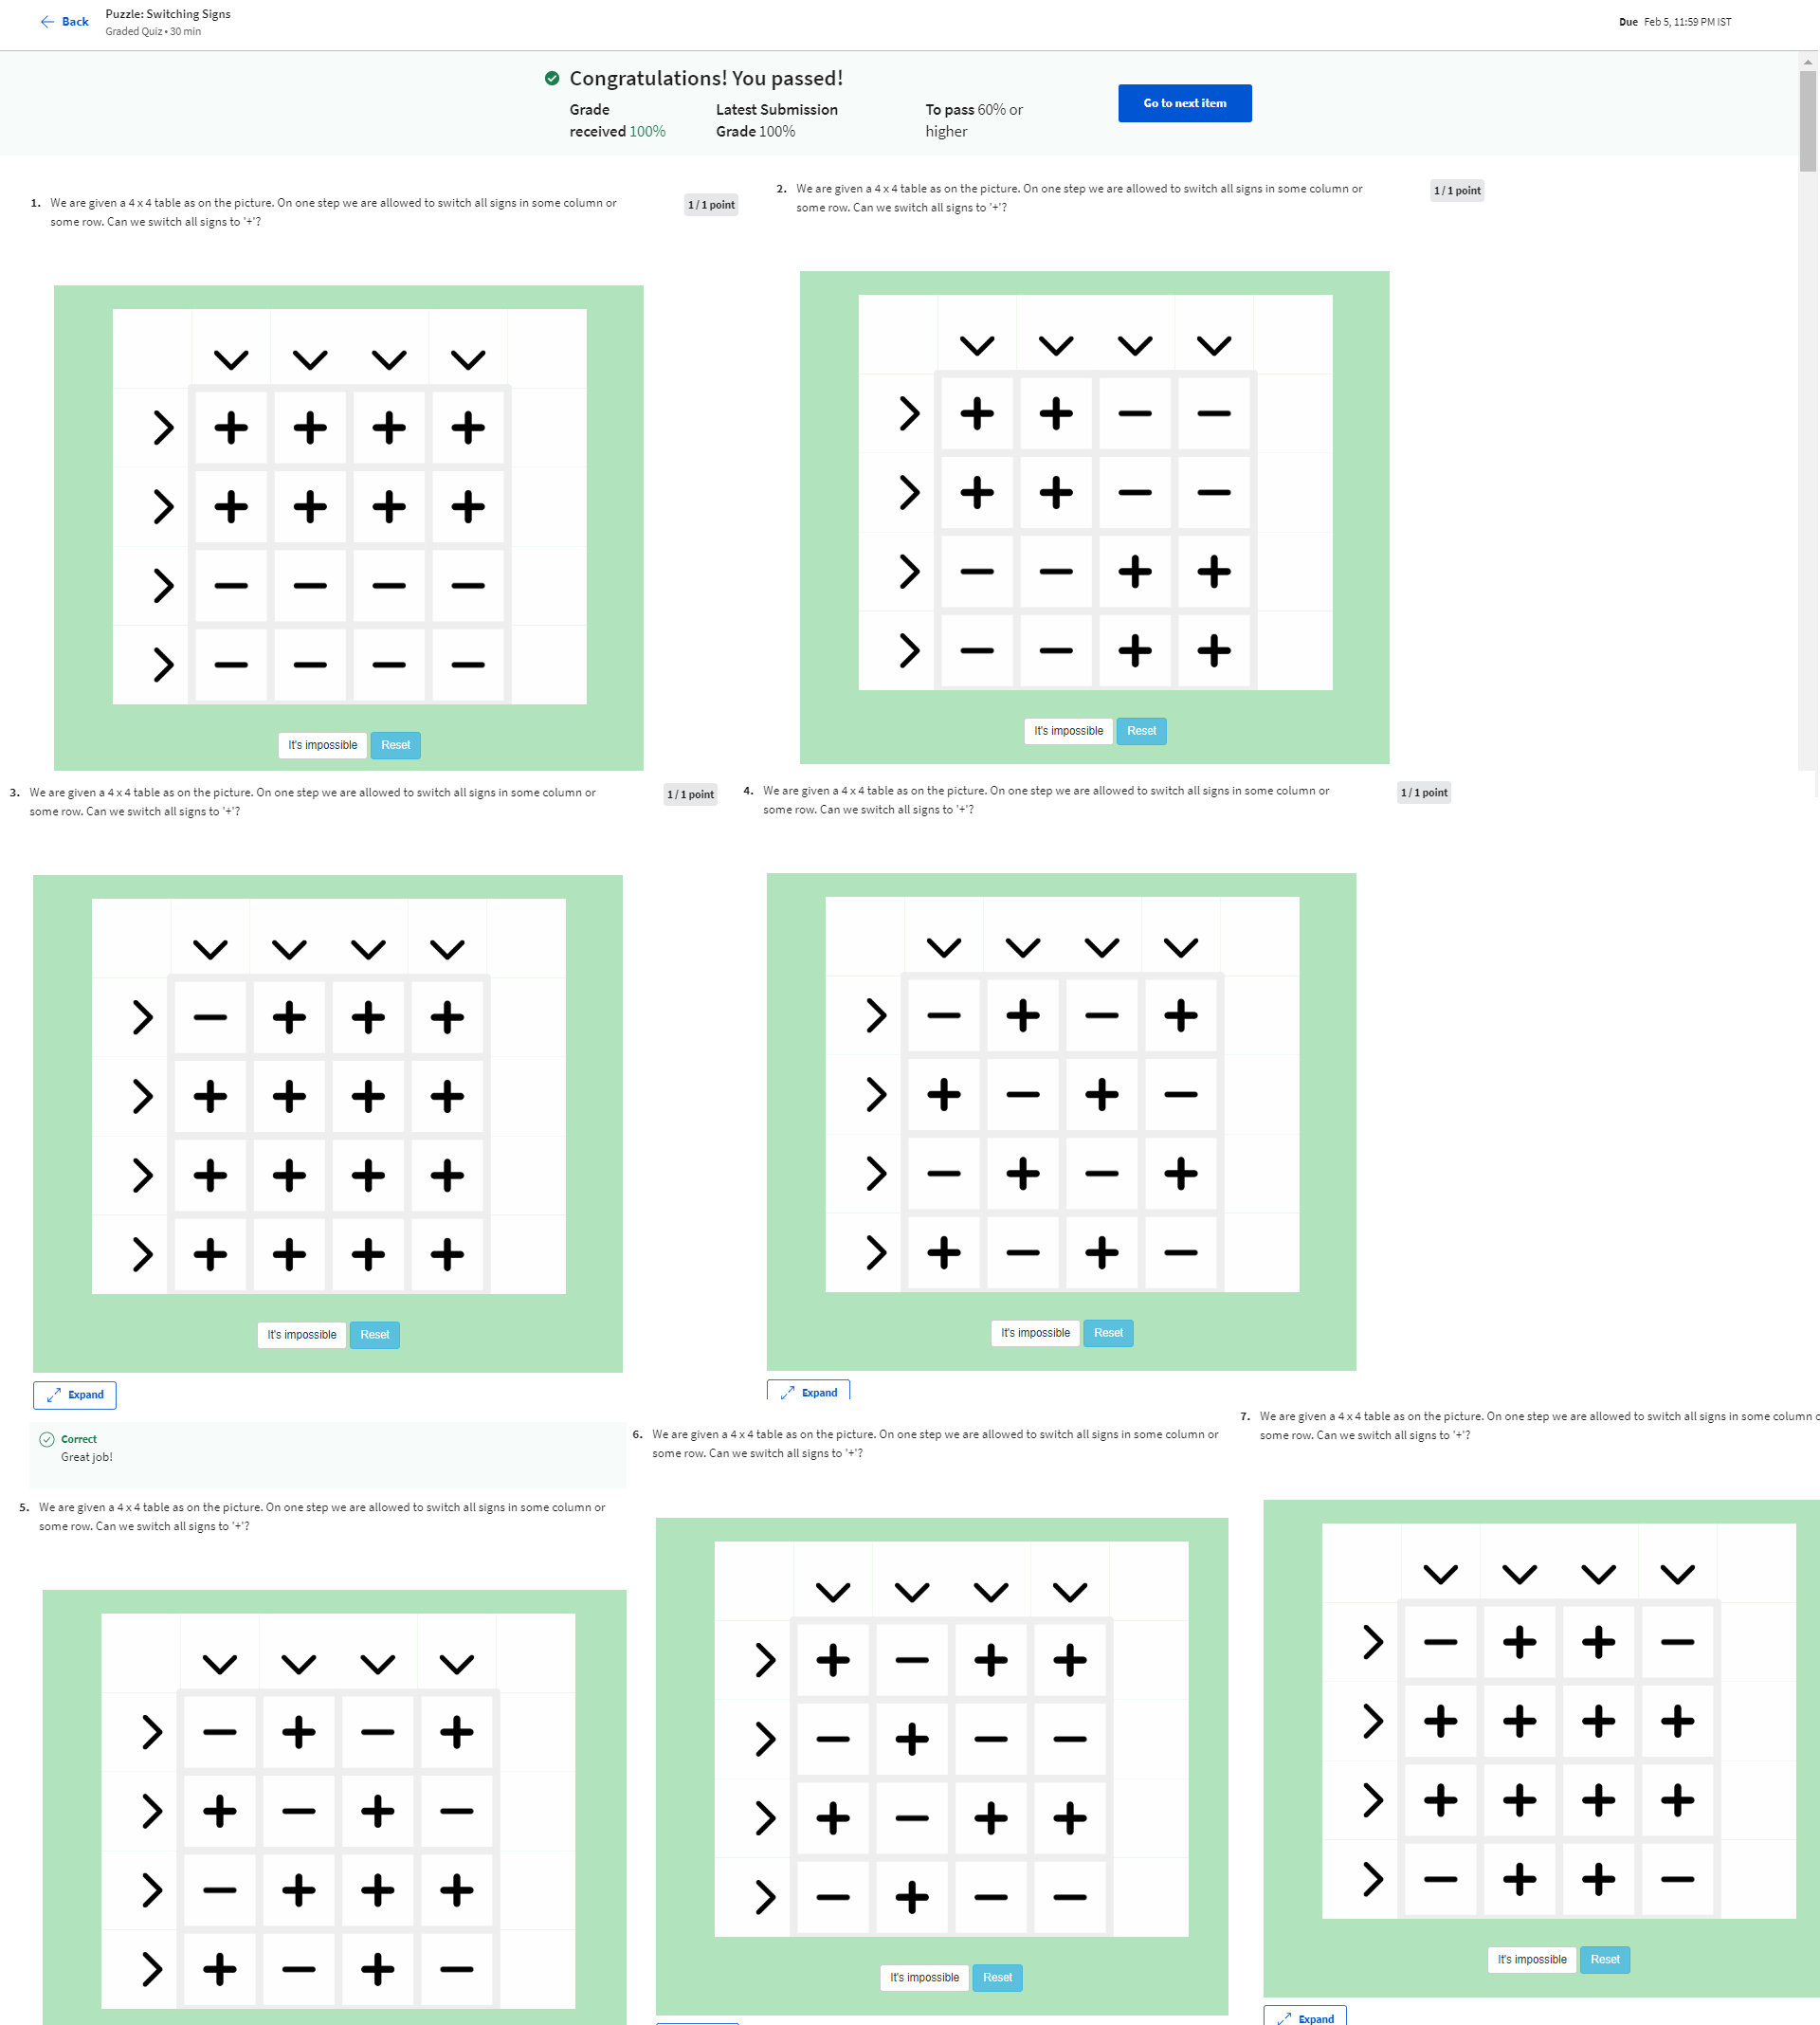 Back
Puzzle: Switching Signs
Graded Quiz • 30 min
Due Feb 5, 11:59 PM IST
Congratulations! You passed!
Grade
received 100%
Latest Submission
Grade 100%
To pass 60% or
higher
Go to next item
1. We are given a 4 x 4 table as on the picture. On one step we are allowed to switch all signs in some column or
some row. Can we switch all signs to '+'?
1 / 1 point
+ + + +
+ + + +
— — — —
— — — —
It's impossible Reset
2. We are given a 4 x 4 table as on the picture. On one step we are allowed to switch all signs in some column or
some row. Can we switch all signs to '+'?
1 / 1 point
+ + — —
+ + — —
— — + +
— — + +
It's impossible Reset
3. We are given a 4 x 4 table as on the picture. On one step we are allowed to switch all signs in some column or
some row. Can we switch all signs to '+'?
1 / 1 point
— + + +
+ + + +
+ + + +
+ + + +
It's impossible Reset
Expand
Correct
Great job!
4. We are given a 4 x 4 table as on the picture. On one step we are allowed to switch all signs in some column or
some row. Can we switch all signs to '+'?
1 / 1 point
— + — +
+ — + —
— + — +
+ — + —
It's impossible Reset
Expand
5. We are given a 4 x 4 table as on the picture. On one step we are allowed to switch all signs in some column or
some row. Can we switch all signs to '+'?
— + — +
+ — + —
— + + +
+ — + —
6. We are given a 4 x 4 table as on the picture. On one step we are allowed to switch all signs in some column or
some row. Can we switch all signs to '+'?
+ — + +
— + — —
+ — + +
— + — —
It's impossible Reset
7. We are given a 4 x 4 table as on the picture. On one step we are allowed to switch all signs in some column
some row. Can we switch all signs to '+'?
— + + —
+ + + +
+ + + +
— + + —
It's impossible Reset
Expand